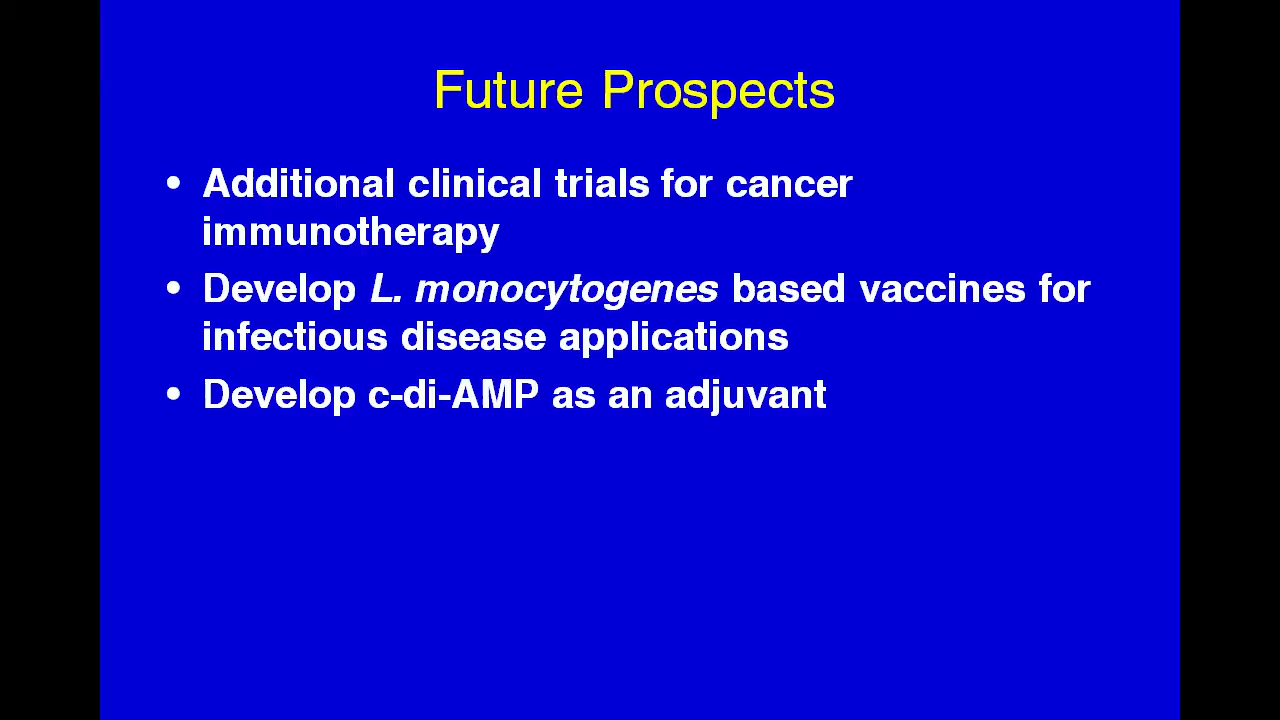 Future Prospects
• Additional clinical trials for cancer
immunotherapy
• Develop L. monocytogenes based vaccines for
infectious disease applications
• Develop c-di-AMP as an adjuvant